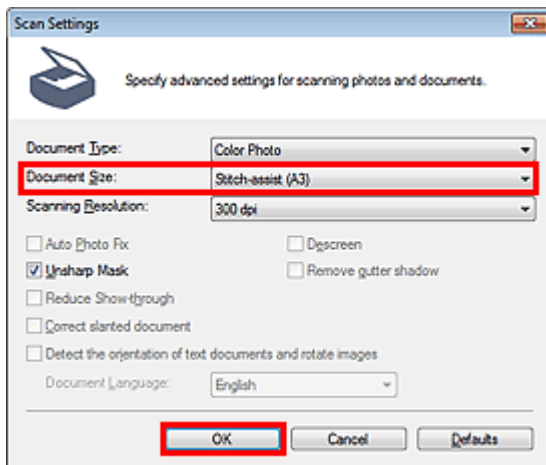 Scan Settings
Specify advanced settings for scanning photos and documents.
Document Type: Color Photo
Document Size: Stitch-assist (A3)
Scanning Resolution: 300 dpi
Auto Photo Fix Descreen
Unsharp Mask Remove gutter shadow
Reduce Show-through
Correct slanted document
Detect the orientation of text documents and rotate images
Document Language: English
OK Cancel Defaults